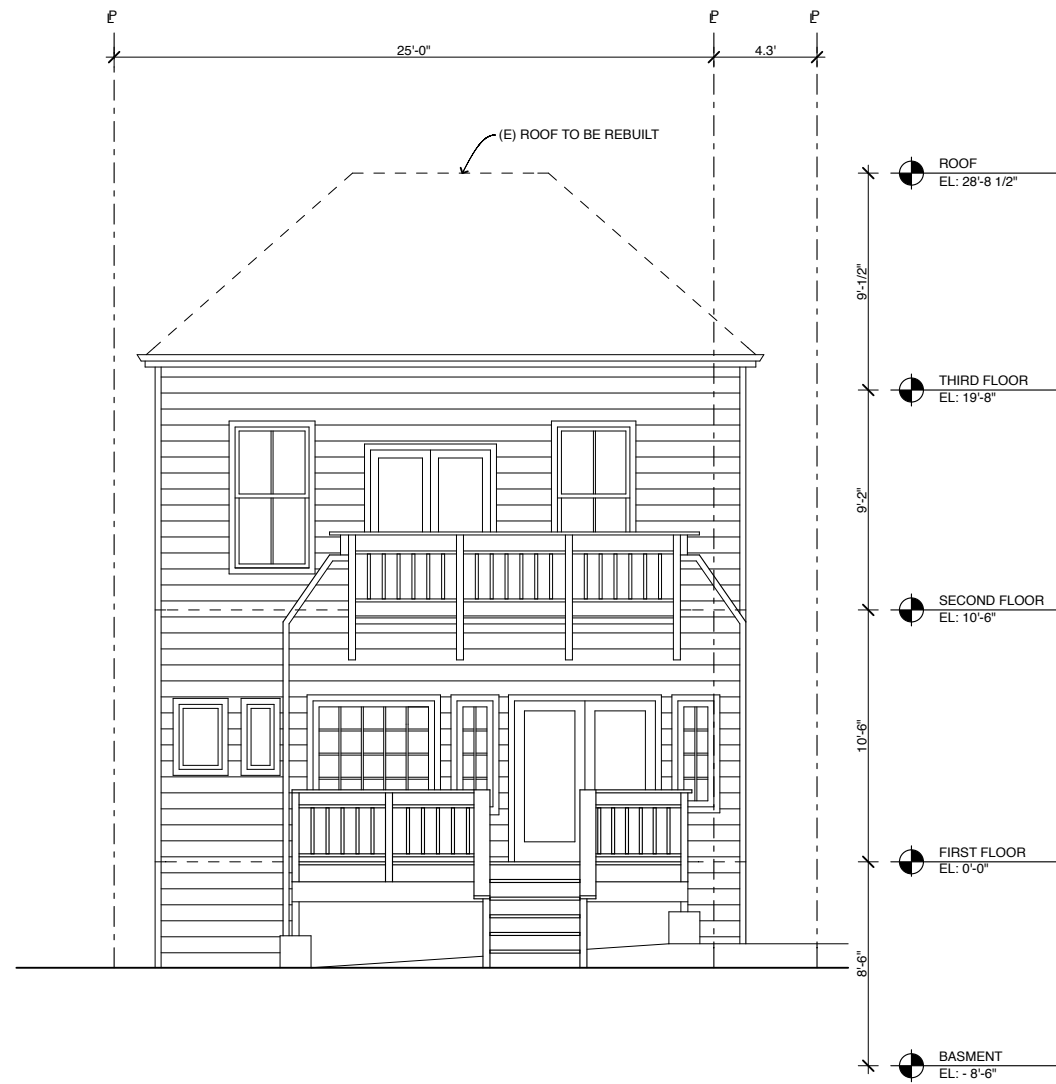 PL PL PL
25'-0" 4.3'
(E) ROOF TO BE REBUILT
ROOF
EL: 28'-8 1/2"
9'-1/2"
THIRD FLOOR
EL: 19'-8"
9'-2"
SECOND FLOOR
EL: 10'-6"
10'-6"
FIRST FLOOR
EL: 0'-0"
8'-6"
BASMENT
EL: - 8'-6"